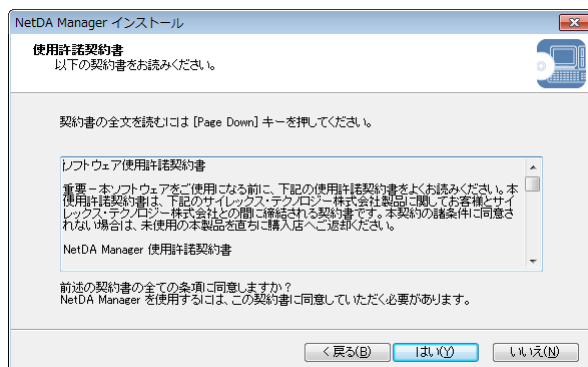 NetDA Manager インストール
使用許諾契約書
以下の契約書をお読みください。
契約書の全文を読むには [Page Down] キーを押してください。
ソフトウェア使用許諾契約書
重要－本ソフトウェアをご使用になる前に、下記の使用許諾契約書をよくお読みください。本
使用許諾契約書は、下記のサイレックス・テクノロジー株式会社製品に関してお客様とサイ
レックス・テクノロジー株式会社との間に締結される契約書です。本契約の諸条件に同意さ
れない場合は、未使用の本製品を直ちに購入店へご返却ください。
NetDA Manager 使用許諾契約書
前述の契約書の全ての条項に同意しますか？
NetDA Manager を使用するには、この契約書に同意していただく必要があります。
< 戻る(B)
はい(Y)
いいえ(N)